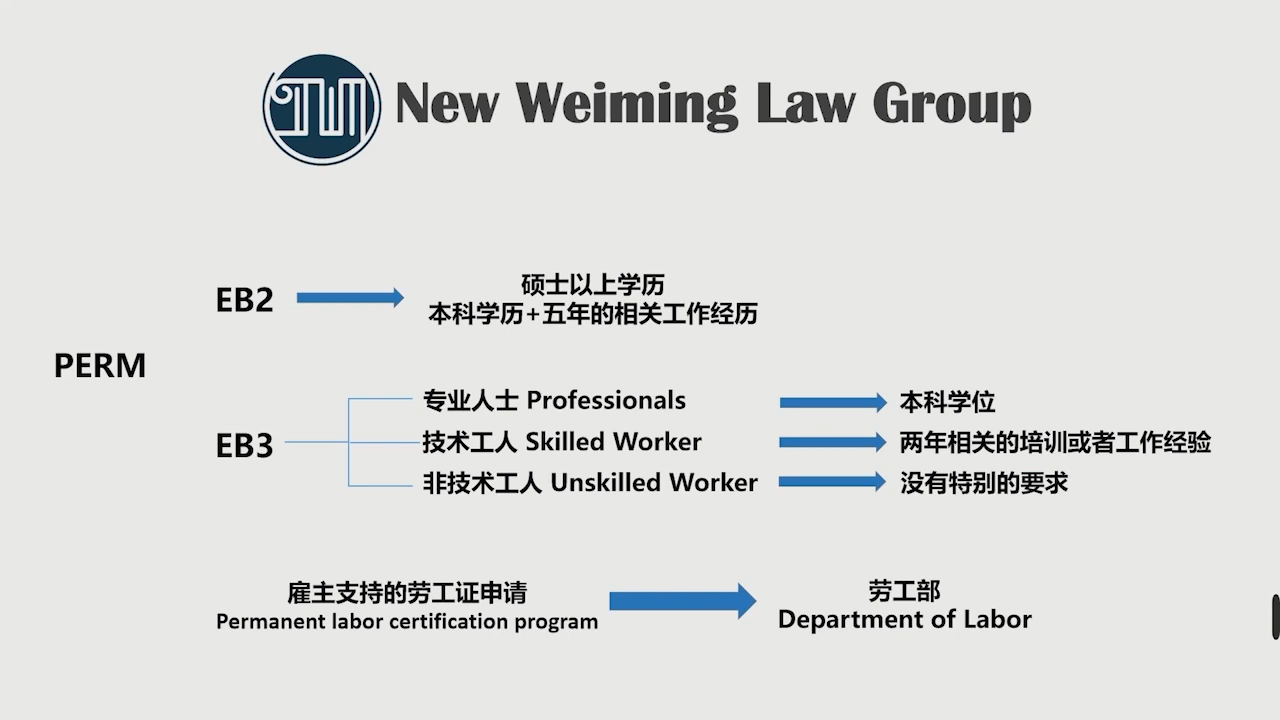 New Weiming Law Group
EB2
硕士以上学历
本科学历+五年的相关工作经历
PERM
EB3
专业人士 Professionals
本科学位
技术工人 Skilled Worker
两年相关的培训或者工作经验
非技术工人 Unskilled Worker
没有特别的要求
雇主支持的劳工证申请
Permanent labor certification program
劳工部
Department of Labor